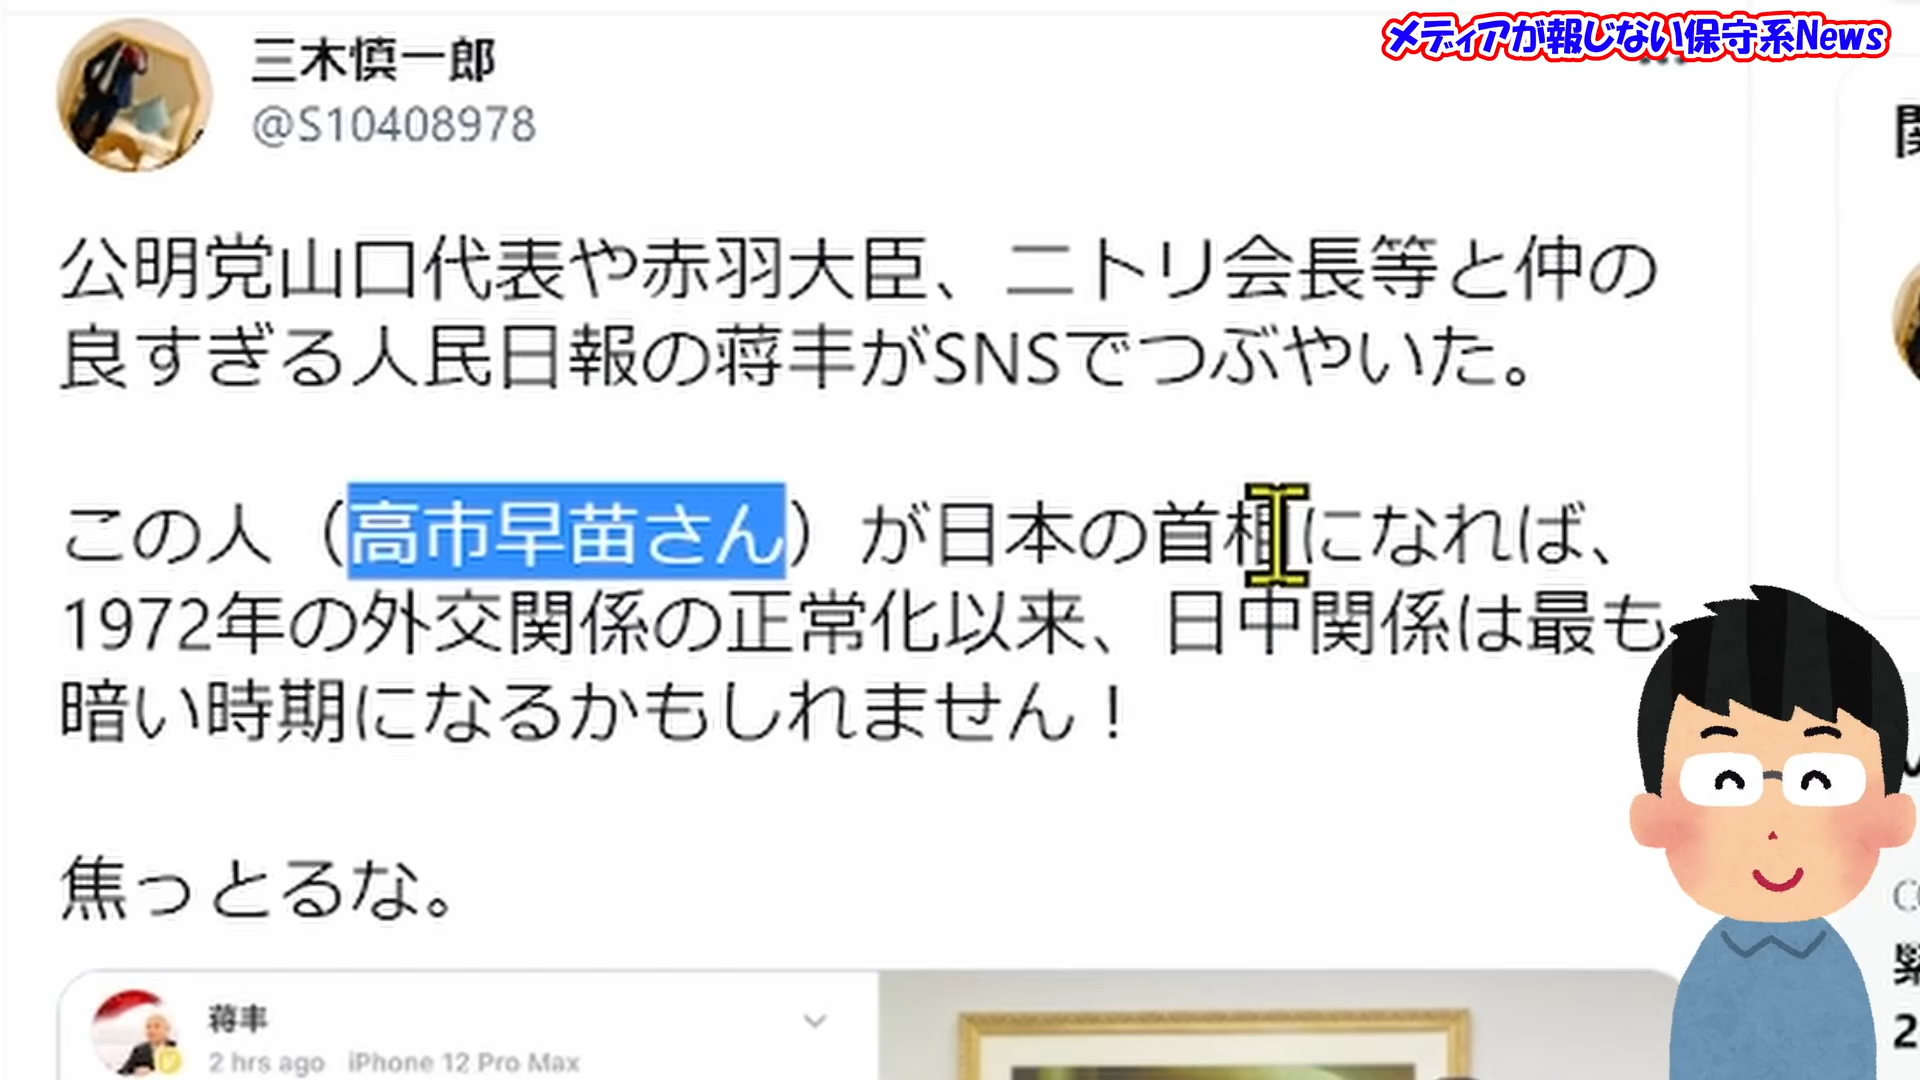 メディアが報じない保守系News
三木慎一郎
@S10408978
公明党山口代表や赤羽大臣、ニトリ会長等と仲の
良すぎる人民日報の蒋丰がSNSでつぶやいた。
この人（高市早苗さん）が日本の首相になれば、
1972年の外交関係の正常化以来、日中関係は最も
暗い時期になるかもしれません！
焦っとるな。
蒋丰
2 hrs ago iPhone 12 Pro Max